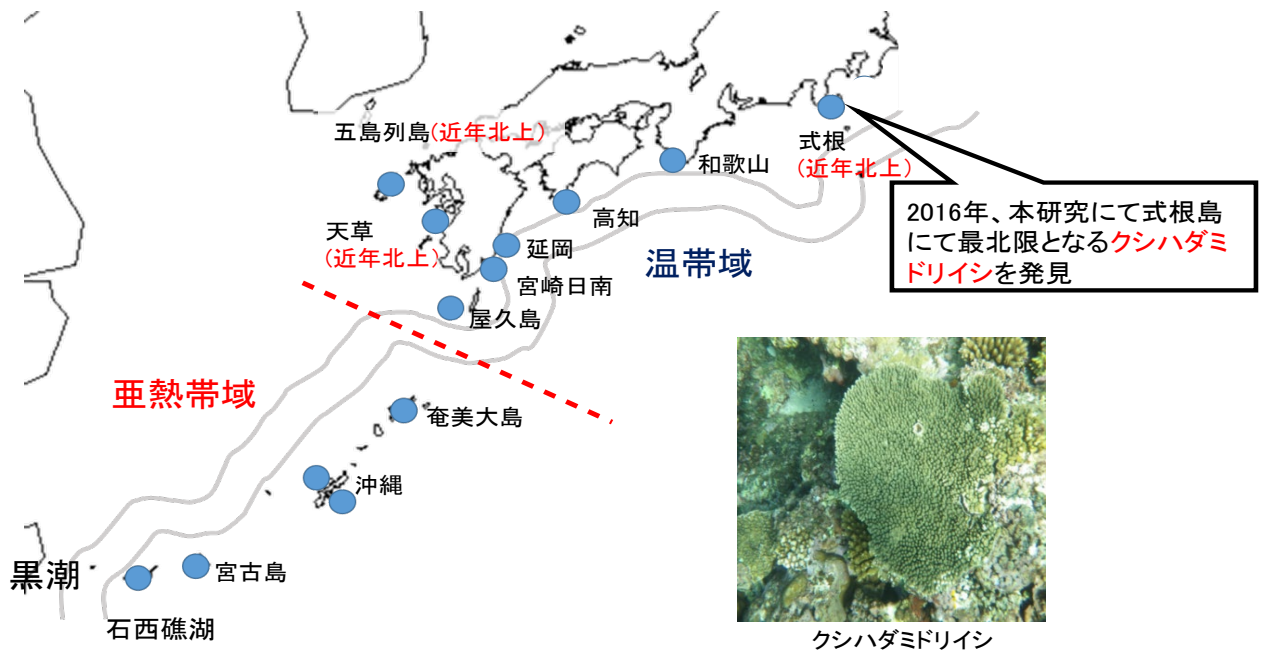 五島列島(近年北上)
式根
(近年北上)
和歌山
2016年、本研究にて式根島
にて最北限となるクシハダミ
ドリイシを発見
高知
天草
(近年北上)
延岡
温帯域
宮崎日南
屋久島
亜熱帯域
奄美大島
沖縄
黒潮
宮古島
石西礁湖
クシハダミドリイシ